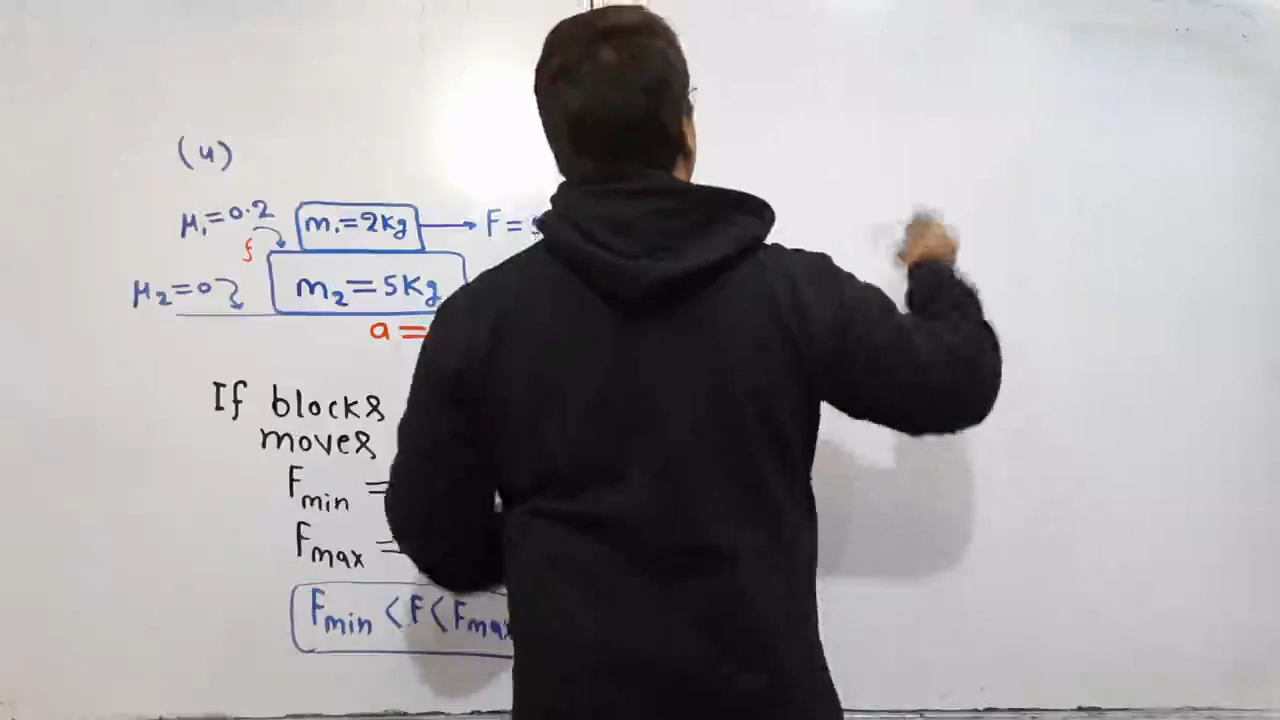 (4)
μ₁=0.2 m₁=2kg → F =
f
μ₂=0 m₂=5kg
a =
If blocks
moves
Fmin =
Fmax =
Fmin < F < Fmax